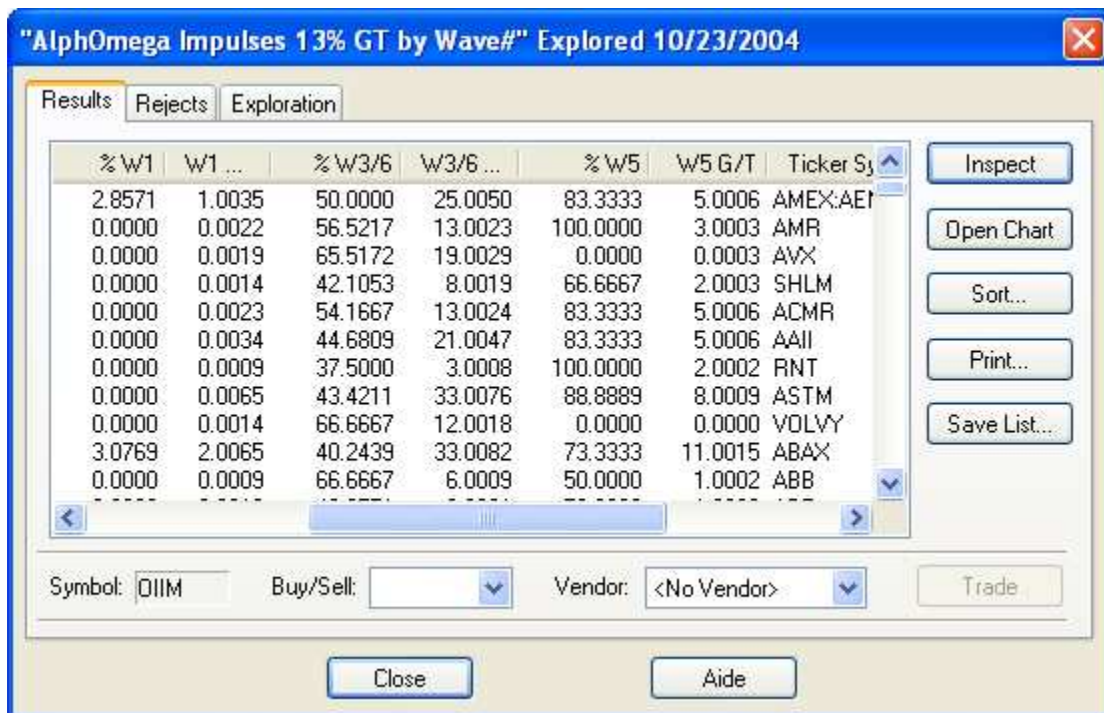 "AlphOmega Impulses 13% GT by Wave#" Explored 10/23/2004
Results Rejects Exploration
% W1 W1 ... % W3/6 W3/6 ... % W5 W5 G/T Ticker Sy
2.8571 1.0035 50.0000 25.0050 83.3333 5.0006 AMEX:AEN
0.0000 0.0022 56.5217 13.0023 100.0000 3.0003 AMR
0.0000 0.0019 65.5172 19.0029 0.0000 0.0003 AVX
0.0000 0.0014 42.1053 8.0019 66.6667 2.0003 SHLM
0.0000 0.0023 54.1667 13.0024 83.3333 5.0006 ACMR
0.0000 0.0034 44.6809 21.0047 83.3333 5.0006 AAII
0.0000 0.0009 37.5000 3.0008 100.0000 2.0002 RNT
0.0000 0.0065 43.4211 33.0076 88.8889 8.0009 ASTM
0.0000 0.0014 66.6667 12.0018 0.0000 0.0000 VOLVY
3.0769 2.0065 40.2439 33.0082 73.3333 11.0015 ABAX
0.0000 0.0009 66.6667 6.0009 50.0000 1.0002 ABB
Inspect
Open Chart
Sort...
Print...
Save List...
Symbol: OIIM Buy/Sell: Vendor: <No Vendor> Trade
Close Aide